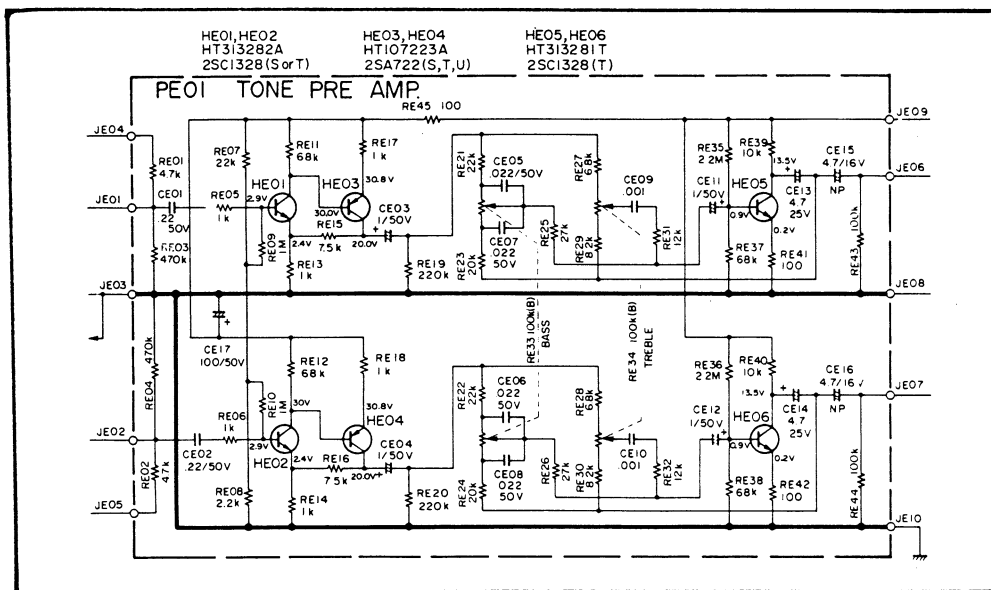 HE01, HE02
HT313282A
2SC1328(S or T)
HE03, HE04
HT107223A
2SA722(S,T,U)
HE05, HE06
HT313281T
2SC1328(T)
PE01 TONE PRE AMP.
RE45 100
JE04
JE09
RE01
4.7k
RE07
22k
RE11
68k
RE17
1k
30.8V
RE21
22k
CE05
.022/50V
RE27
6.8k
CE09
.001
RE35
2.2M
RE39
10k
13.5V
+
CE15
4.7/16V
NP
JE06
CE01
.22
50V
RE05
1k
2.9V
HE01
HE03
30.0V
CE11
1/50V
+
HE05
CE13
4.7
25V
JE01
RE03
470k
RE09
1M
2.4V
RE15
7.5k
20.0V
+
CE03
1/50V
CE07
.022
50V
RE25
27k
RE29
8.2k
RE31
12k
0.9V
0.2V
RE13
1k
RE19
220k
RE23
20k
RE37
68k
RE41
100
RE43
100k
JE03
JE08
CE17
100/50V
+
RE33 100k(B)
BASS
RE34 100k(B)
TREBLE
RE04
470k
RE12
68k
RE18
1k
RE22
22k
CE06
.022
50V
RE28
6.8k
RE36
2.2M
RE40
10k
CE16
4.7/16V
NP
30V
30.8V
13.5V
+
JE07
RE10
1M
RE06
1k
HE04
CE04
1/50V
CE12
1/50V
+
HE06
CE14
4.7
25V
JE02
CE02
.22/50V
2.9V
HE02
2.4V
RE16
7.5k
20.0V
+
CE08
.022
50V
RE26
27k
RE30
8.2k
CE10
.001
RE32
12k
0.9V
0.2V
RE02
47k
RE08
2.2k
RE14
1k
RE20
220k
RE24
20k
RE38
68k
RE42
100
RE44
100k
JE05
JE10